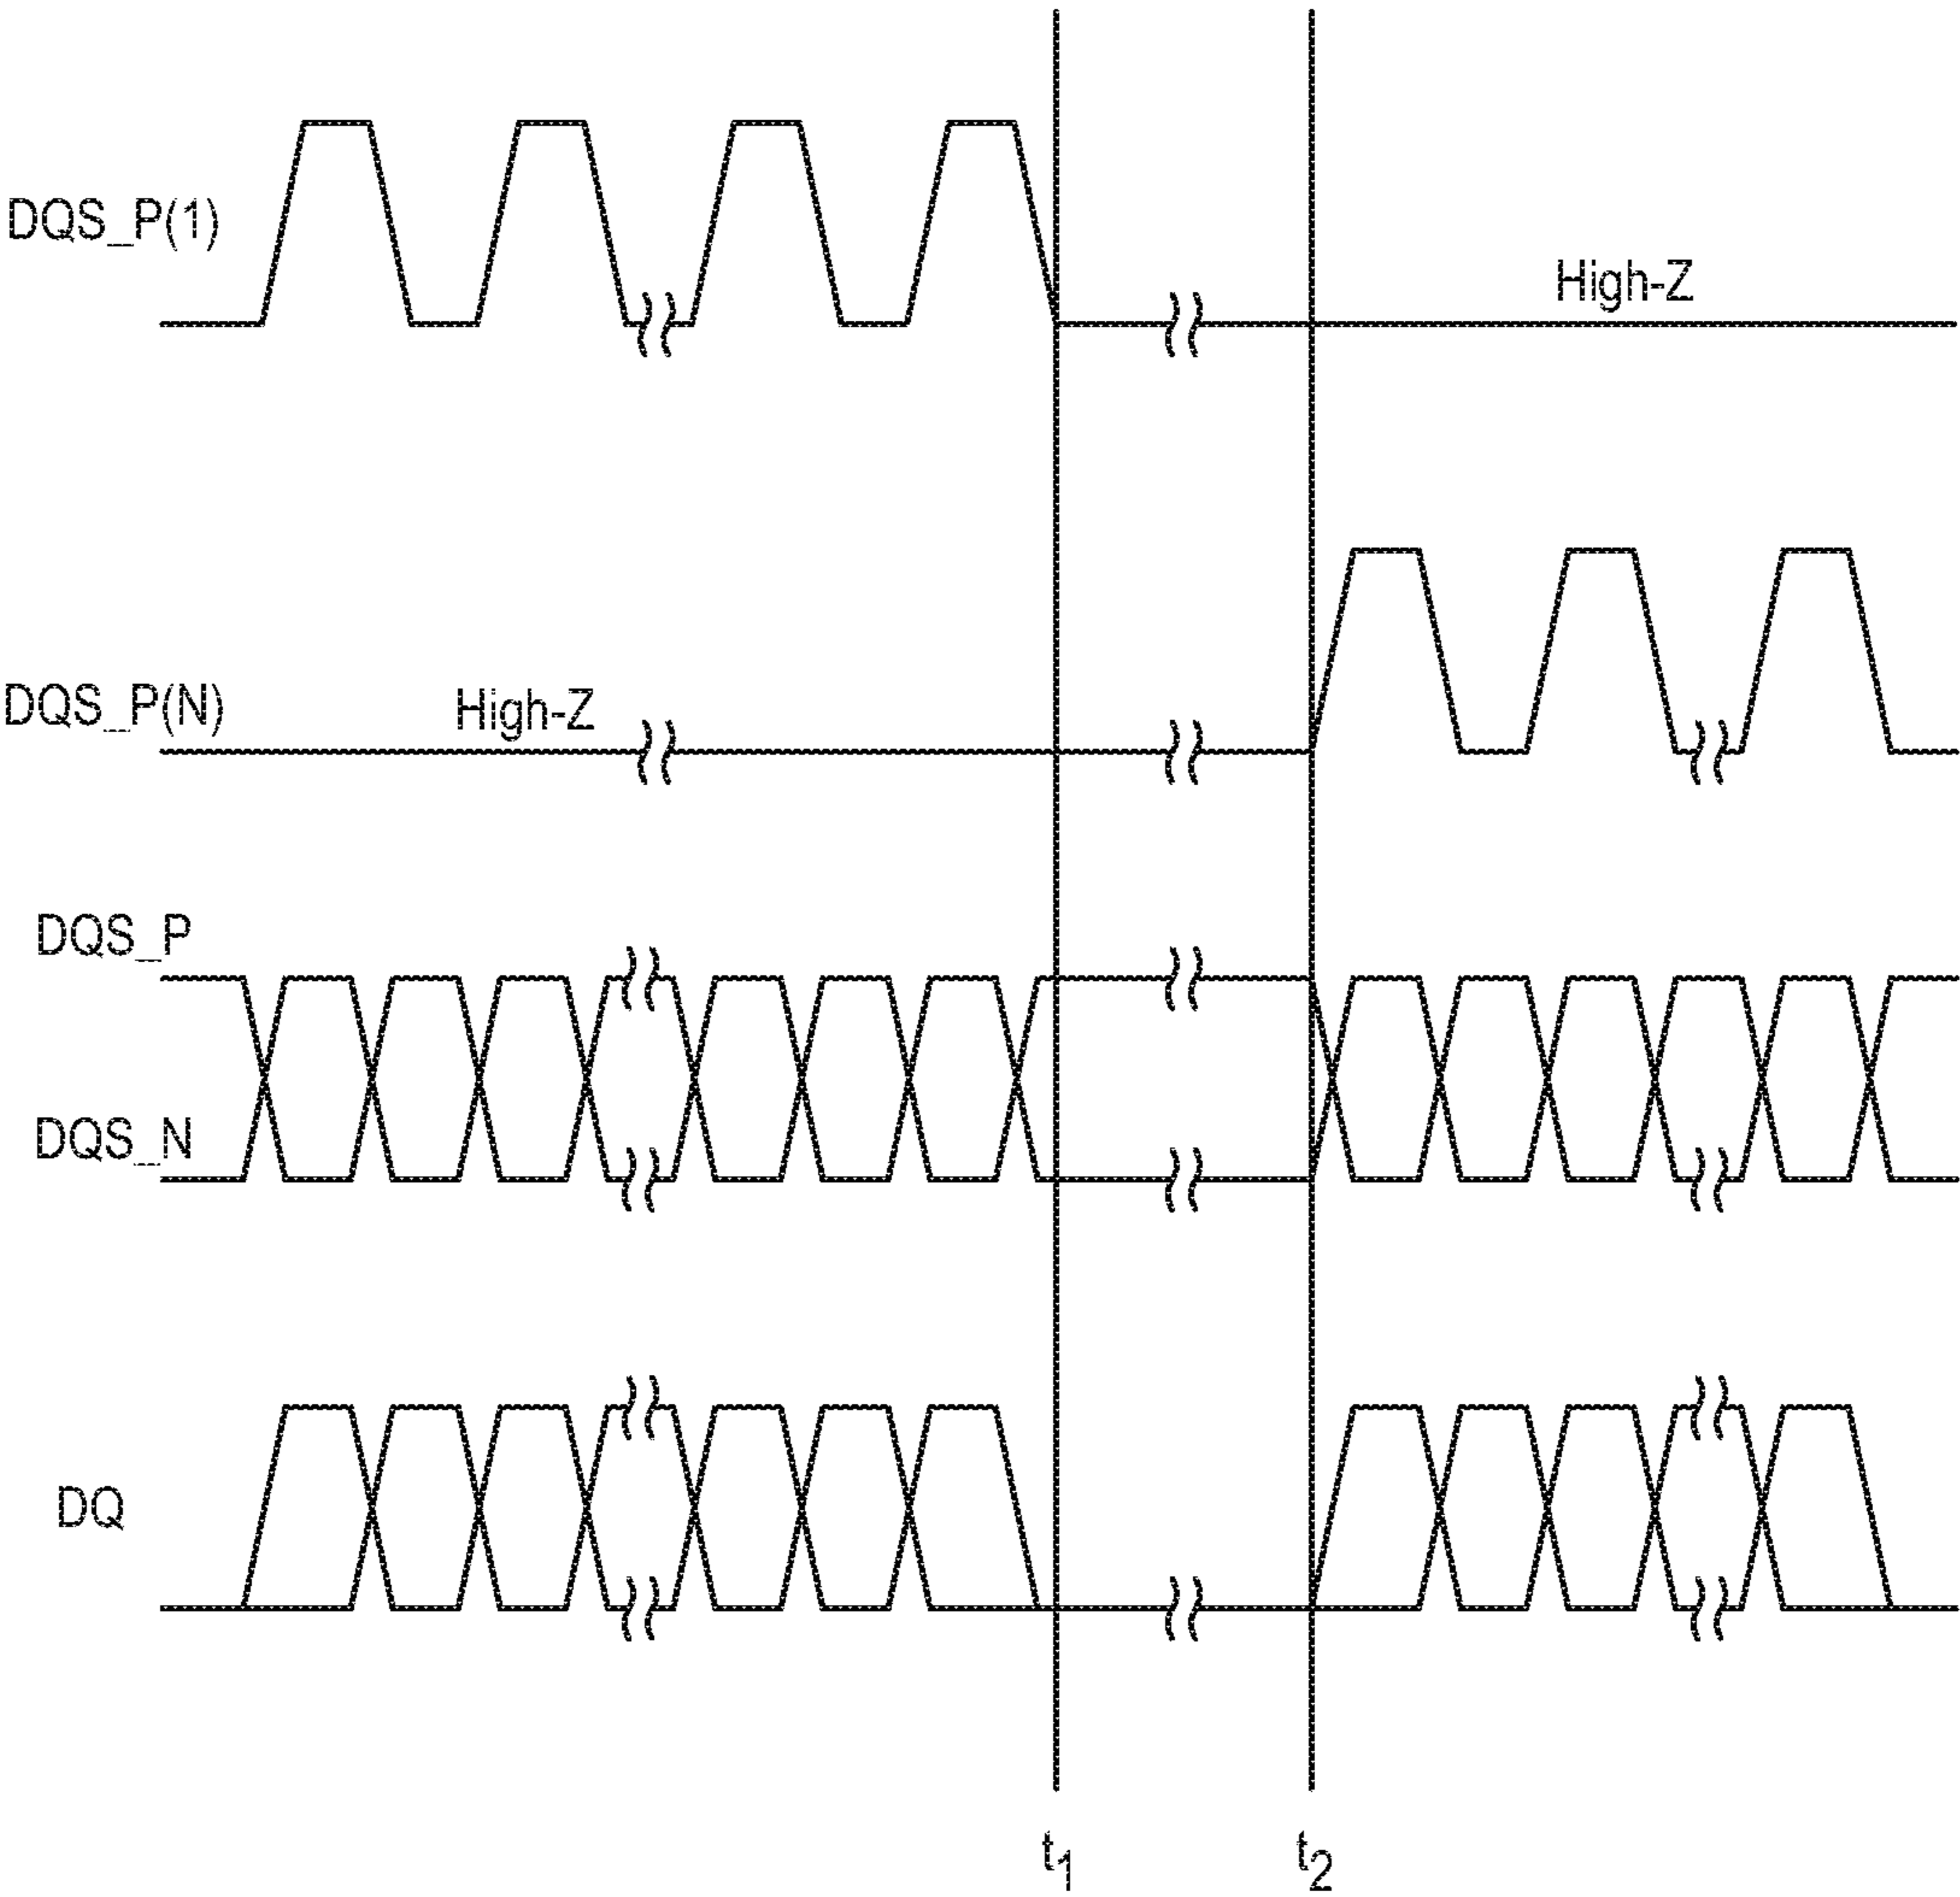 DQS_P(1)
High-Z
DQS_P(N)
High-Z
DQS_P
DQS_N
DQ
t1
t2